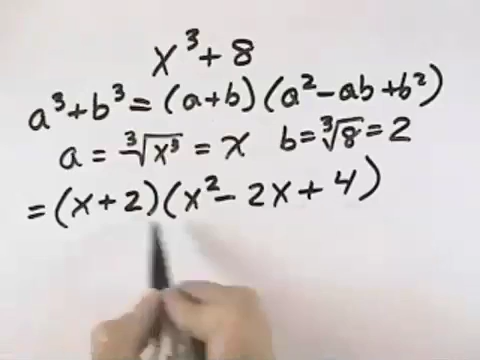 x³ + 8
a³ + b³ = (a + b) (a² - ab + b²)
a = ∛x³ = x b = ∛8 = 2
= (x + 2) (x² - 2x + 4)